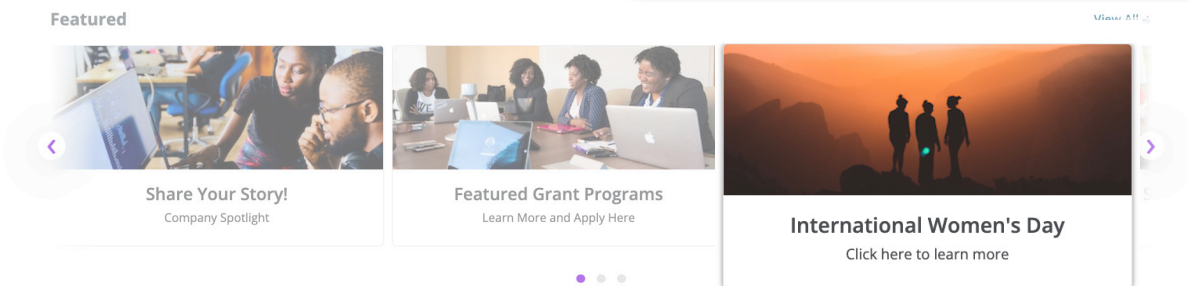 Featured
View All
Share Your Story!
Company Spotlight
Featured Grant Programs
Learn More and Apply Here
International Women's Day
Click here to learn more